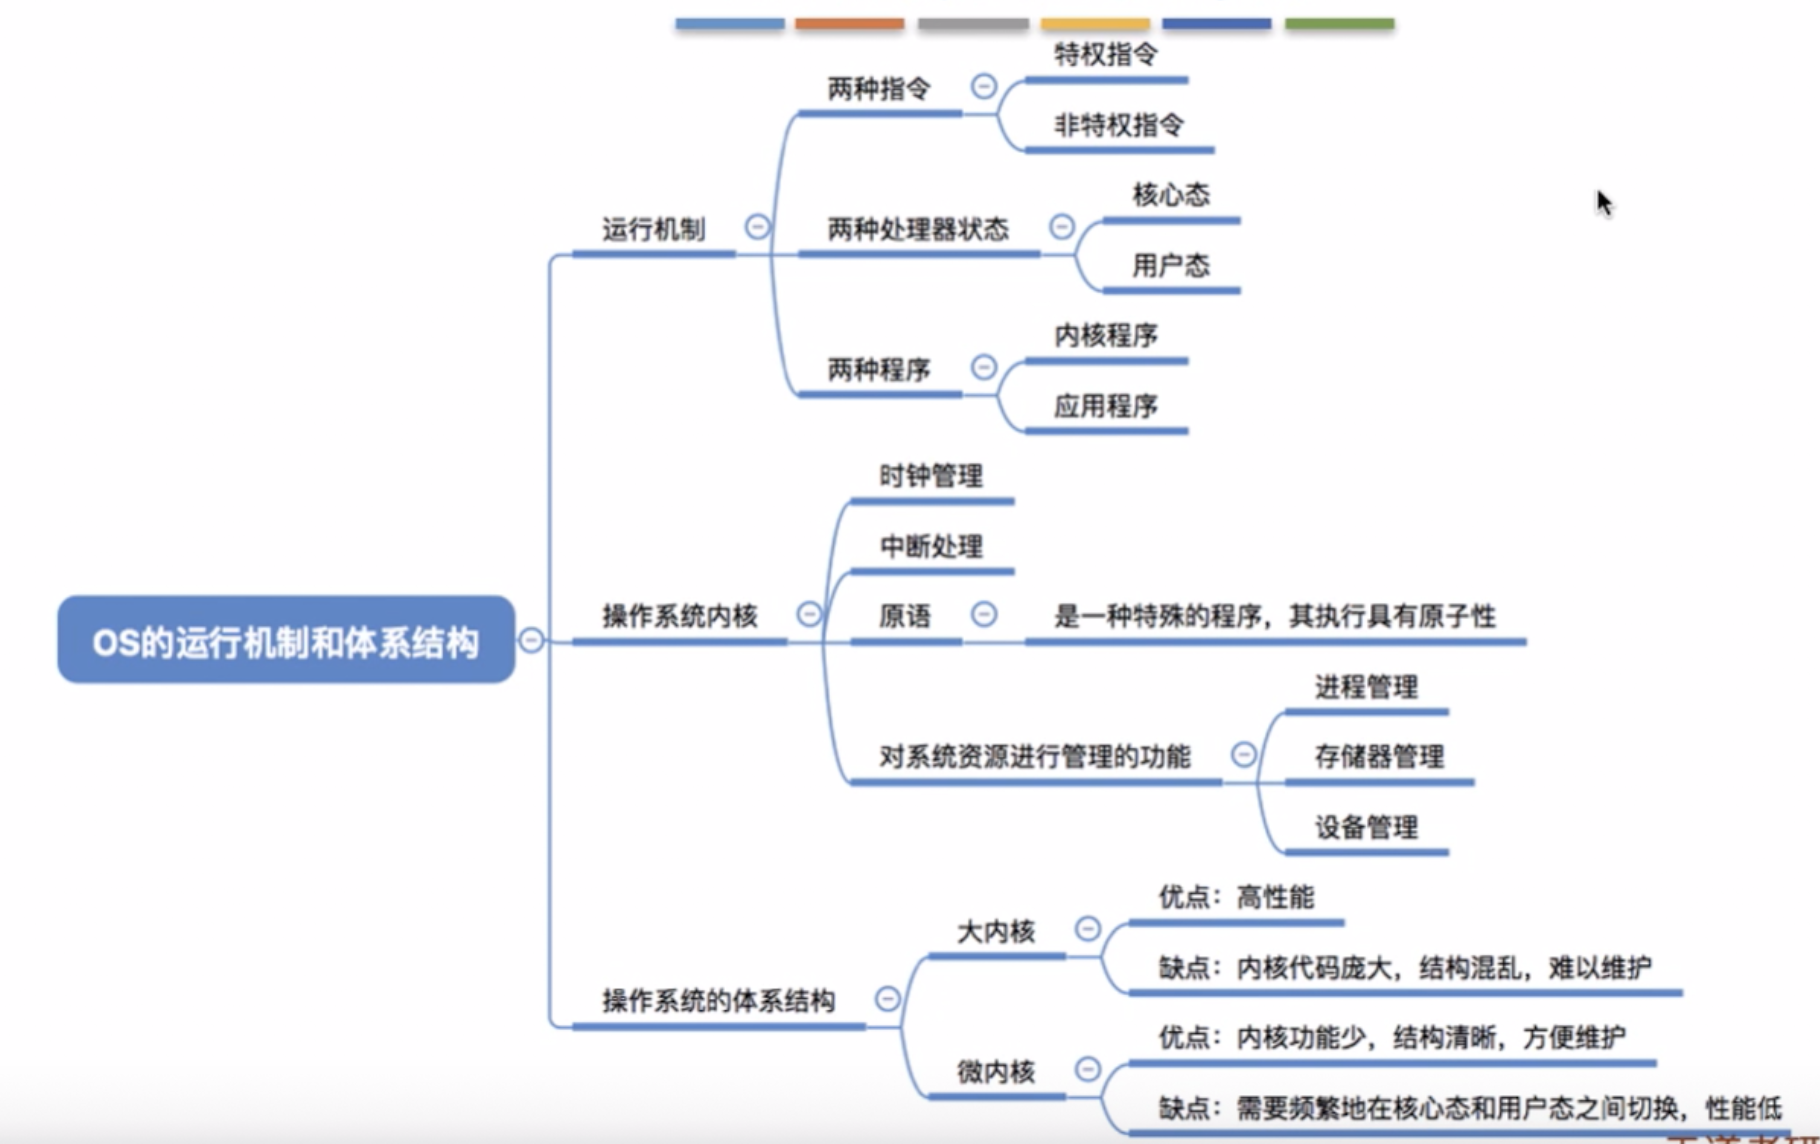 OS的运行机制和体系结构
运行机制
两种指令
特权指令
非特权指令
两种处理器状态
核心态
用户态
两种程序
内核程序
应用程序
操作系统内核
时钟管理
中断处理
原语
是一种特殊的程序，其执行具有原子性
对系统资源进行管理的功能
进程管理
存储器管理
设备管理
操作系统的体系结构
大内核
优点：高性能
缺点：内核代码庞大，结构混乱，难以维护
微内核
优点：内核功能少，结构清晰，方便维护
缺点：需要频繁地在核心态和用户态之间切换，性能低